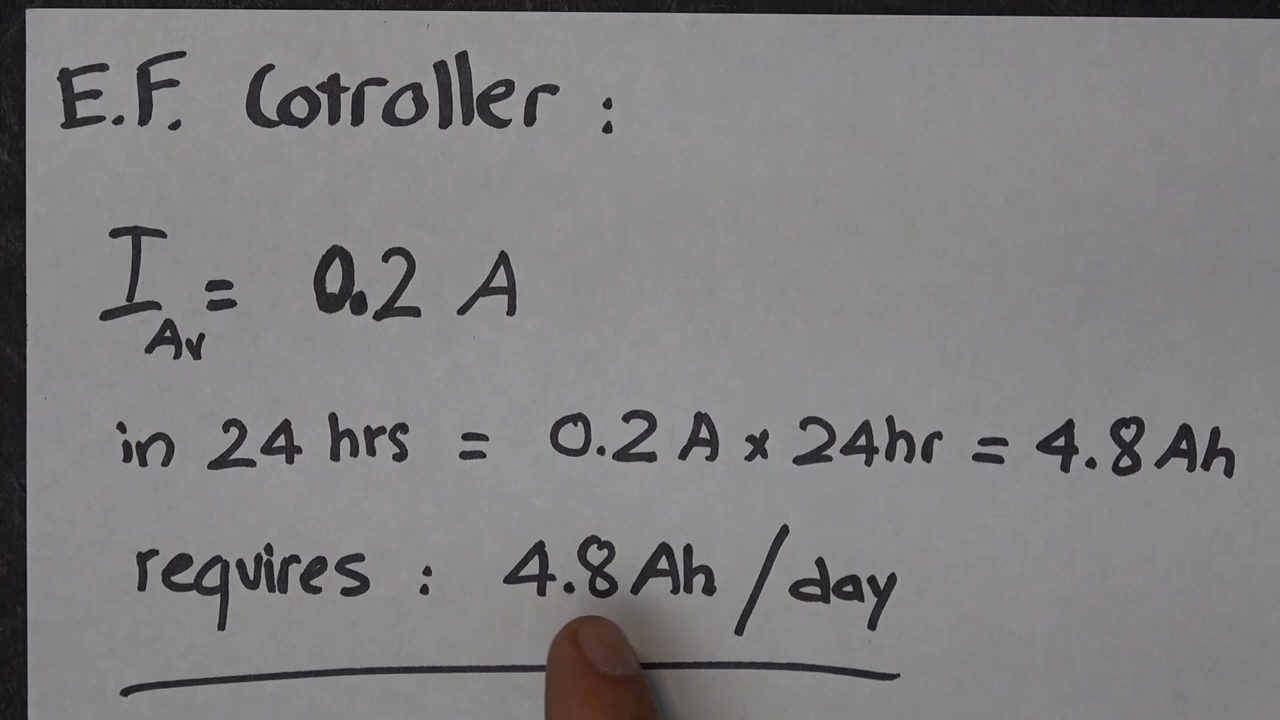 E.F. Cotroller :
I Av = 0.2 A
in 24 hrs = 0.2 A x 24hr = 4.8 Ah
requires : 4.8 Ah / day